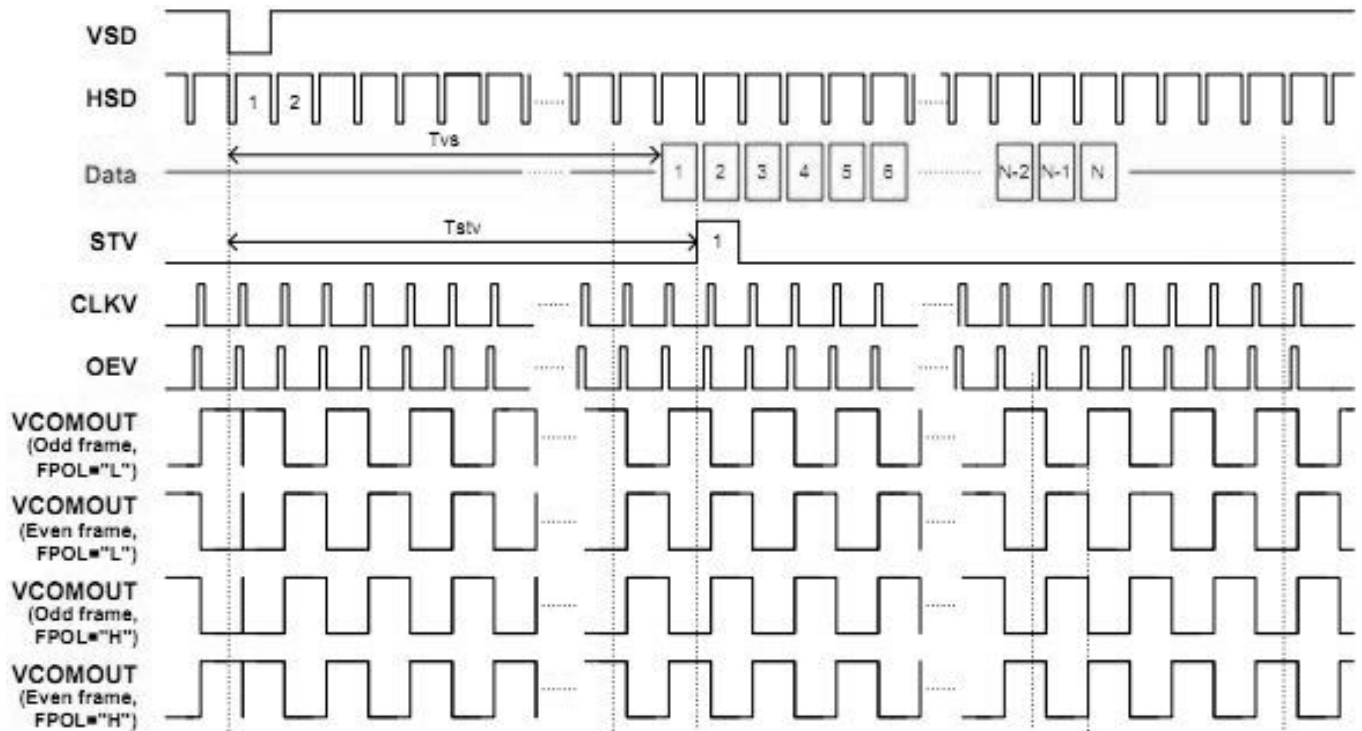 VSD
HSD
1 2
Tvs
Data
1 2 3 4 5 6 N-2 N-1 N
Tstv
STV
1
CLKV
OEV
VCOMOUT
(Odd frame,
FPOL="L")
VCOMOUT
(Even frame,
FPOL="L")
VCOMOUT
(Odd frame,
FPOL="H")
VCOMOUT
(Even frame,
FPOL="H")